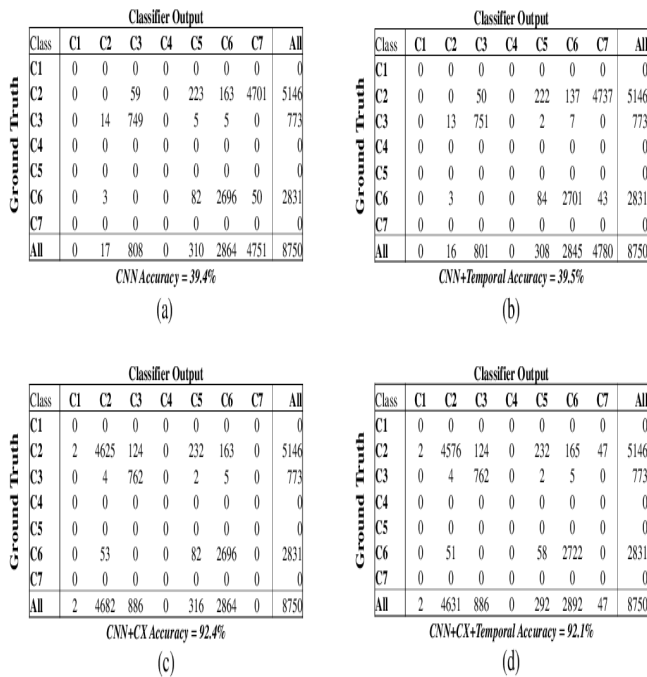 Classifier Output
Class C1 C2 C3 C4 C5 C6 C7 All
C1 0 0 0 0 0 0 0 0
C2 0 0 59 0 223 163 4701 5146
C3 0 14 749 0 5 5 0 773
C4 0 0 0 0 0 0 0 0
C5 0 0 0 0 0 0 0 0
C6 0 3 0 0 82 2696 50 2831
C7 0 0 0 0 0 0 0 0
All 0 17 808 0 310 2864 4751 8750
Ground Truth
CNN Accuracy = 39.4%
(a)
Classifier Output
Class C1 C2 C3 C4 C5 C6 C7 All
C1 0 0 0 0 0 0 0 0
C2 0 0 50 0 222 137 4737 5146
C3 0 13 751 0 2 7 0 773
C4 0 0 0 0 0 0 0 0
C5 0 0 0 0 0 0 0 0
C6 0 3 0 0 84 2701 43 2831
C7 0 0 0 0 0 0 0 0
All 0 16 801 0 308 2845 4780 8750
Ground Truth
CNN+Temporal Accuracy = 39.5%
(b)
Classifier Output
Class C1 C2 C3 C4 C5 C6 C7 All
C1 0 0 0 0 0 0 0 0
C2 2 4625 124 0 232 163 0 5146
C3 0 4 762 0 2 5 0 773
C4 0 0 0 0 0 0 0 0
C5 0 0 0 0 0 0 0 0
C6 0 53 0 0 82 2696 0 2831
C7 0 0 0 0 0 0 0 0
All 2 4682 886 0 316 2864 0 8750
Ground Truth
CNN+CX Accuracy = 92.4%
(c)
Classifier Output
Class C1 C2 C3 C4 C5 C6 C7 All
C1 0 0 0 0 0 0 0 0
C2 2 4576 124 0 232 165 47 5146
C3 0 4 762 0 2 5 0 773
C4 0 0 0 0 0 0 0 0
C5 0 0 0 0 0 0 0 0
C6 0 51 0 0 58 2722 0 2831
C7 0 0 0 0 0 0 0 0
All 2 4631 886 0 292 2892 47 8750
Ground Truth
CNN+CX+Temporal Accuracy = 92.1%
(d)